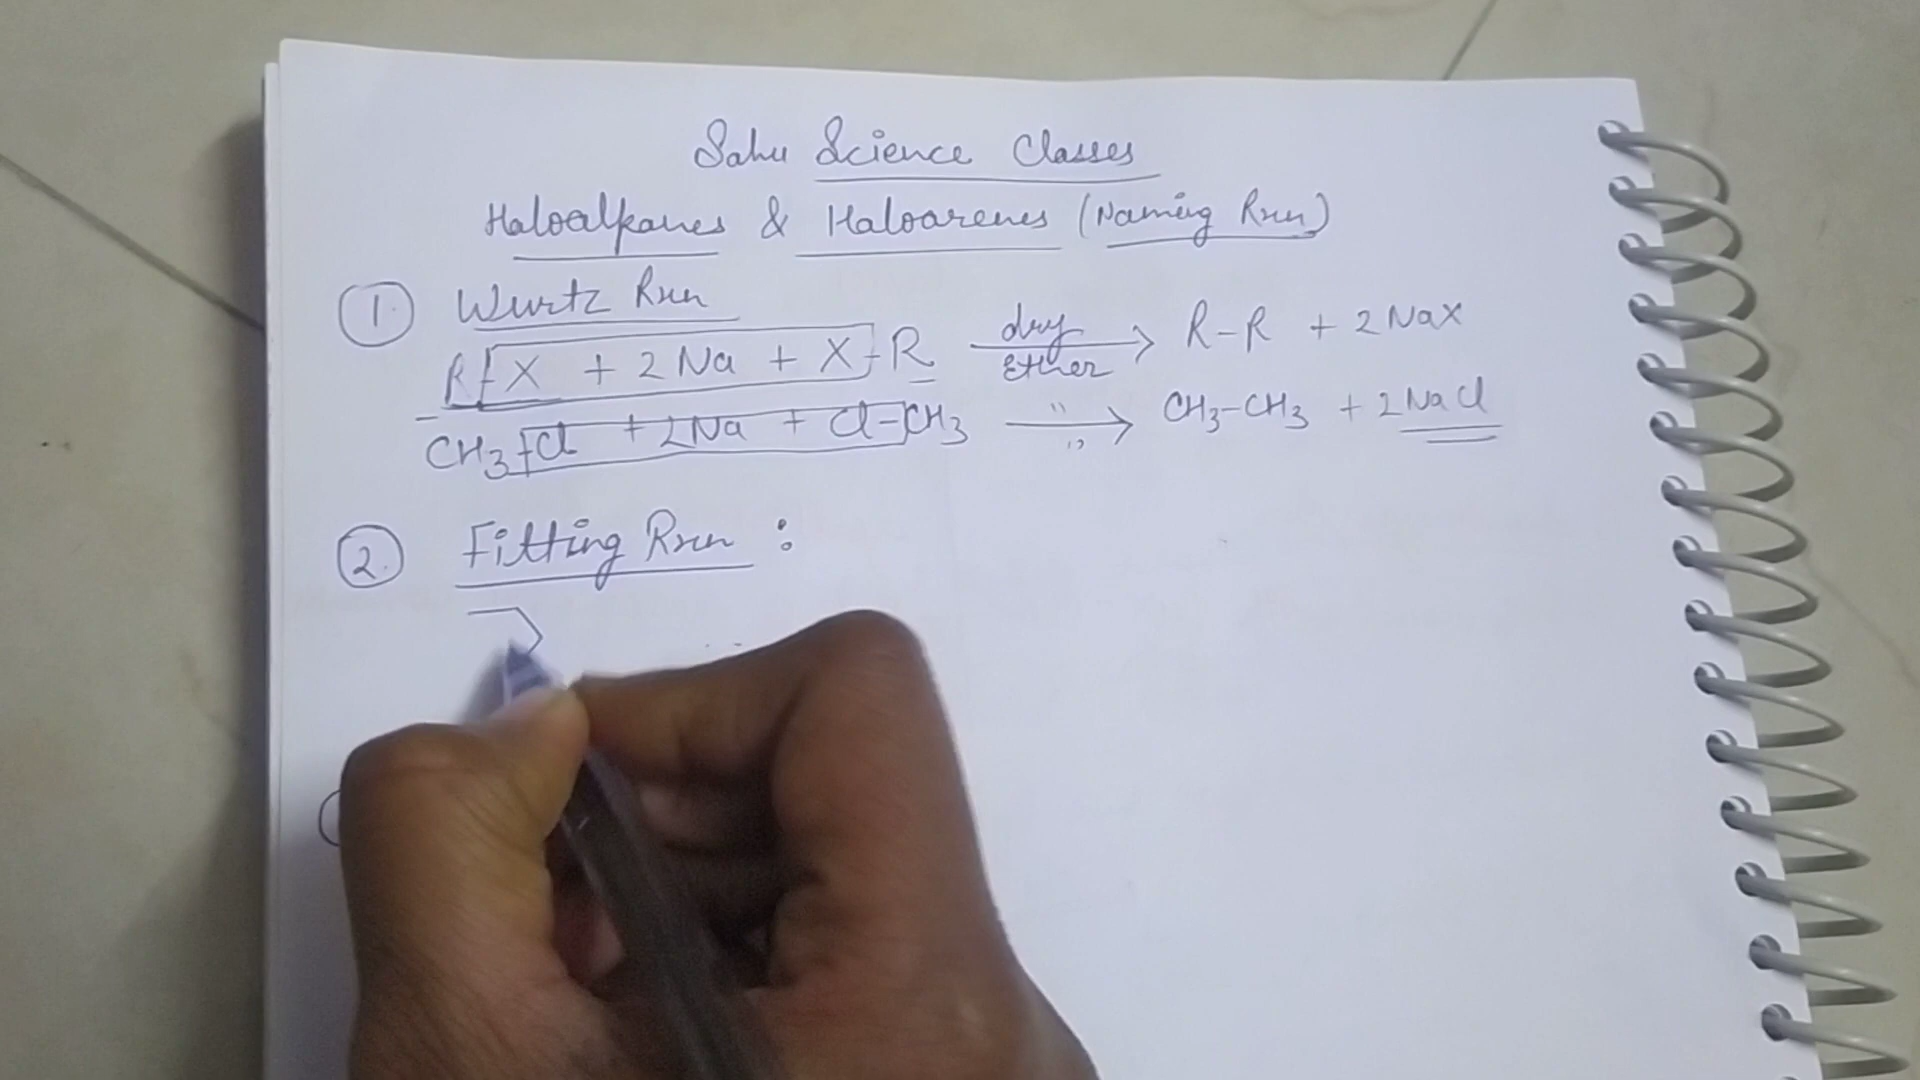 Sahu Science Classes
Haloalkanes & Haloarenes (Naming Rxn)
1. Wurtz Rxn
R-X + 2Na + X-R dry Ether → R-R + 2NaX
CH3-Cl + 2Na + Cl-CH3 " → " CH3-CH3 + 2NaCl
2. Fitting Rxn :